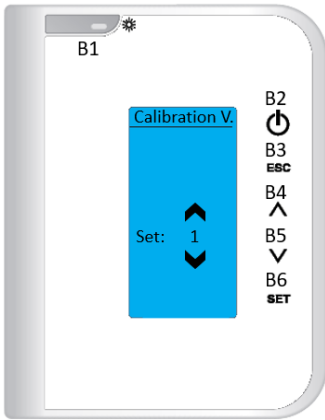 B1
Calibration V.
Set: 1
B2
B3
ESC
B4
B5
B6
SET